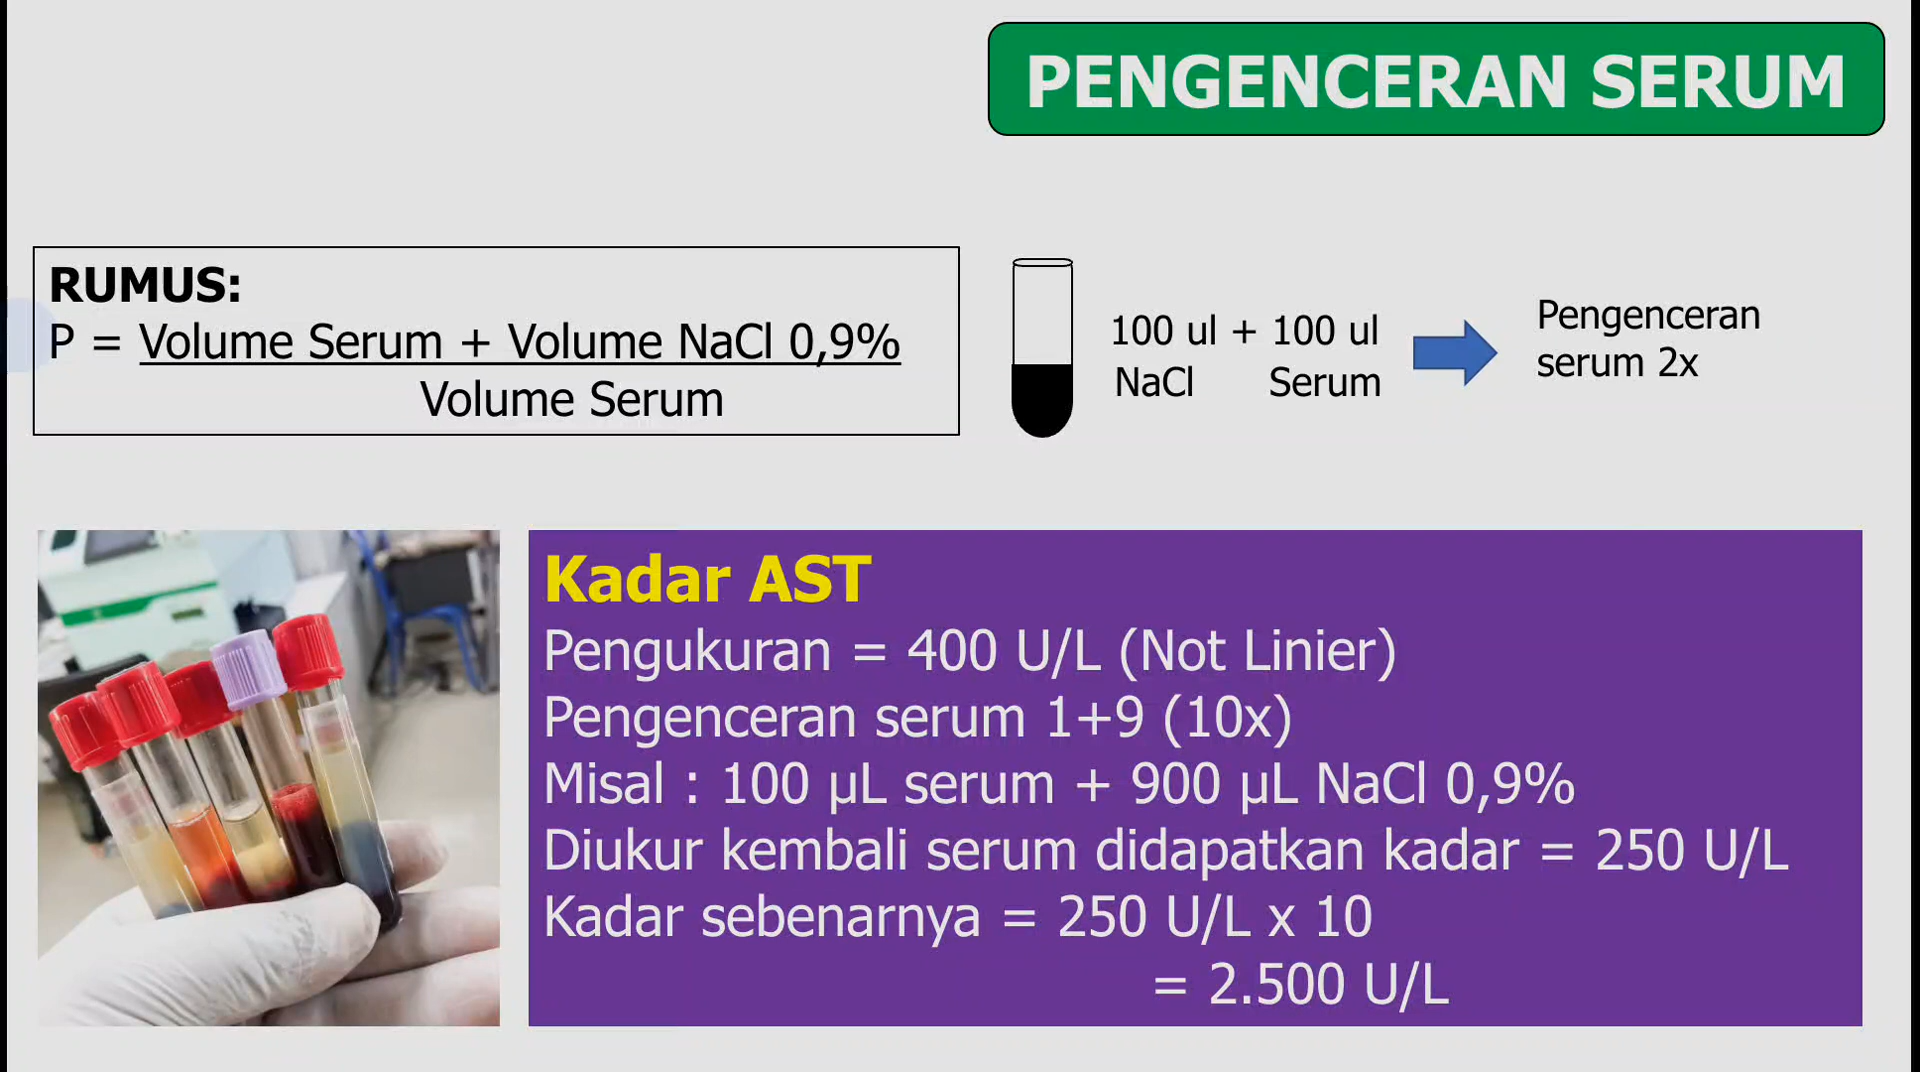 PENGENCERAN SERUM
RUMUS:
P = Volume Serum + Volume NaCl 0,9%
Volume Serum
100 ul + 100 ul
NaCl Serum
Pengenceran
serum 2x
Kadar AST
Pengukuran = 400 U/L (Not Linier)
Pengenceran serum 1+9 (10x)
Misal : 100 µL serum + 900 µL NaCl 0,9%
Diukur kembali serum didapatkan kadar = 250 U/L
Kadar sebenarnya = 250 U/L x 10
= 2.500 U/L